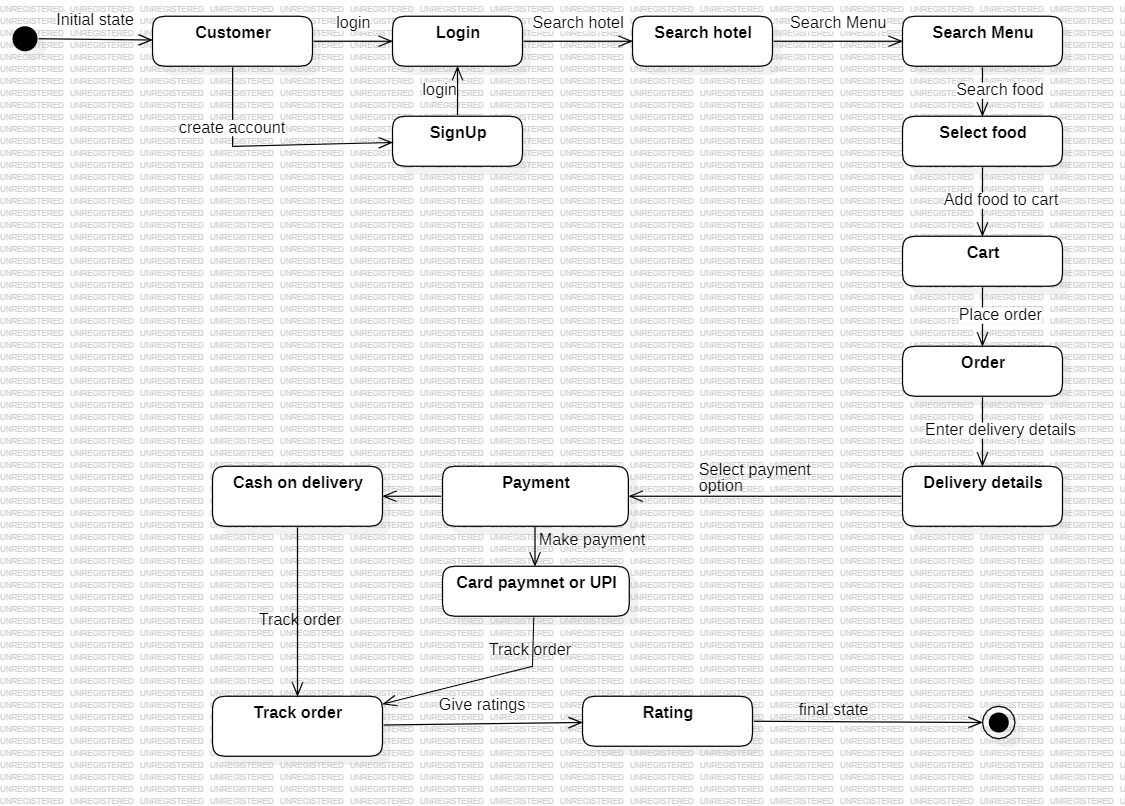 Initial state
Customer
login
Login
Search hotel
Search hotel
Search Menu
Search Menu
login
Search food
create account
SignUp
Select food
Add food to cart
Cart
Place order
Order
Enter delivery details
Cash on delivery
Payment
Select payment
option
Delivery details
Make payment
Card paymnet or UPI
Track order
Track order
Track order
Give ratings
Rating
final state
UNREGISTERED